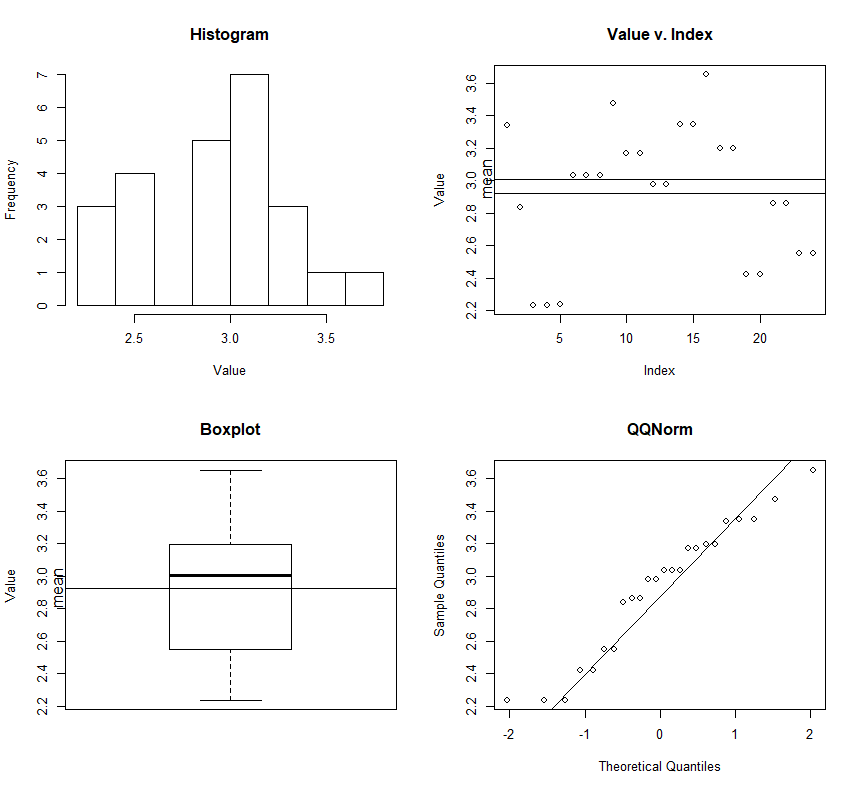 Histogram
Frequency
0 1 2 3 4 5 6 7
2.5 3.0 3.5
Value
Value v. Index
Value
mean
2.2 2.4 2.6 2.8 3.0 3.2 3.4 3.6
5 10 15 20
Index
Boxplot
Value
mean
2.2 2.4 2.6 2.8 3.0 3.2 3.4 3.6
QQNorm
Sample Quantiles
2.2 2.4 2.6 2.8 3.0 3.2 3.4 3.6
-2 -1 0 1 2
Theoretical Quantiles